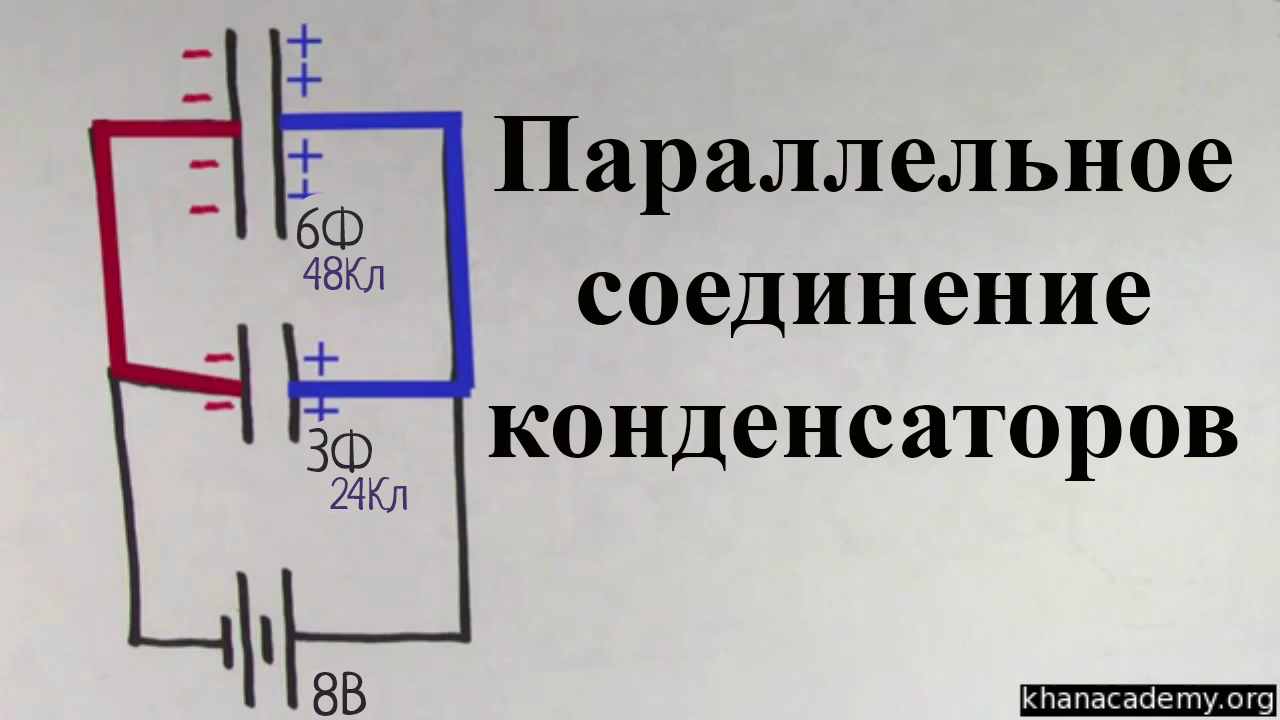 Параллельное
соединение
конденсаторов
6Ф
48Кл
3Ф
24Кл
8В
khanacademy.org